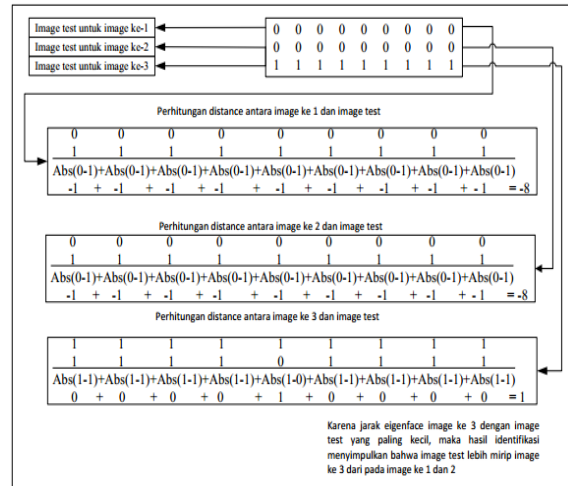 Image test untuk image ke-1 0 0 0 0 0 0 0 0 0
Image test untuk image ke-2 0 0 0 0 0 0 0 0 0
Image test untuk image ke-3 1 1 1 1 1 1 1 1 1
Perhitungan distance antara image ke 1 dan image test
0 0 0 0 0 0 0 0 0
1 1 1 1 1 1 1 1 1
Abs(0-1)+Abs(0-1)+Abs(0-1)+Abs(0-1)+Abs(0-1)+Abs(0-1)+Abs(0-1)+Abs(0-1)+Abs(0-1)
-1 + -1 + -1 + -1 + -1 + -1 + -1 + -1 + -1 = -8
Perhitungan distance antara image ke 2 dan image test
0 0 0 0 0 0 0 0 0
1 1 1 1 1 1 1 1 1
Abs(0-1)+Abs(0-1)+Abs(0-1)+Abs(0-1)+Abs(0-1)+Abs(0-1)+Abs(0-1)+Abs(0-1)+Abs(0-1)
-1 + -1 + -1 + -1 + -1 + -1 + -1 + -1 + -1 = -8
Perhitungan distance antara image ke 3 dan image test
1 1 1 1 1 1 1 1 1
1 1 1 1 0 1 1 1 1
Abs(1-1)+Abs(1-1)+Abs(1-1)+Abs(1-1)+Abs(1-0)+Abs(1-1)+Abs(1-1)+Abs(1-1)+Abs(1-1)
0 + 0 + 0 + 0 + 1 + 0 + 0 + 0 + 0 = 1
Karena jarak eigenface image ke 3 dengan image
test yang paling kecil, maka hasil identifikasi
menyimpulkan bahwa image test lebih mirip image
ke 3 dari pada image ke 1 dan 2